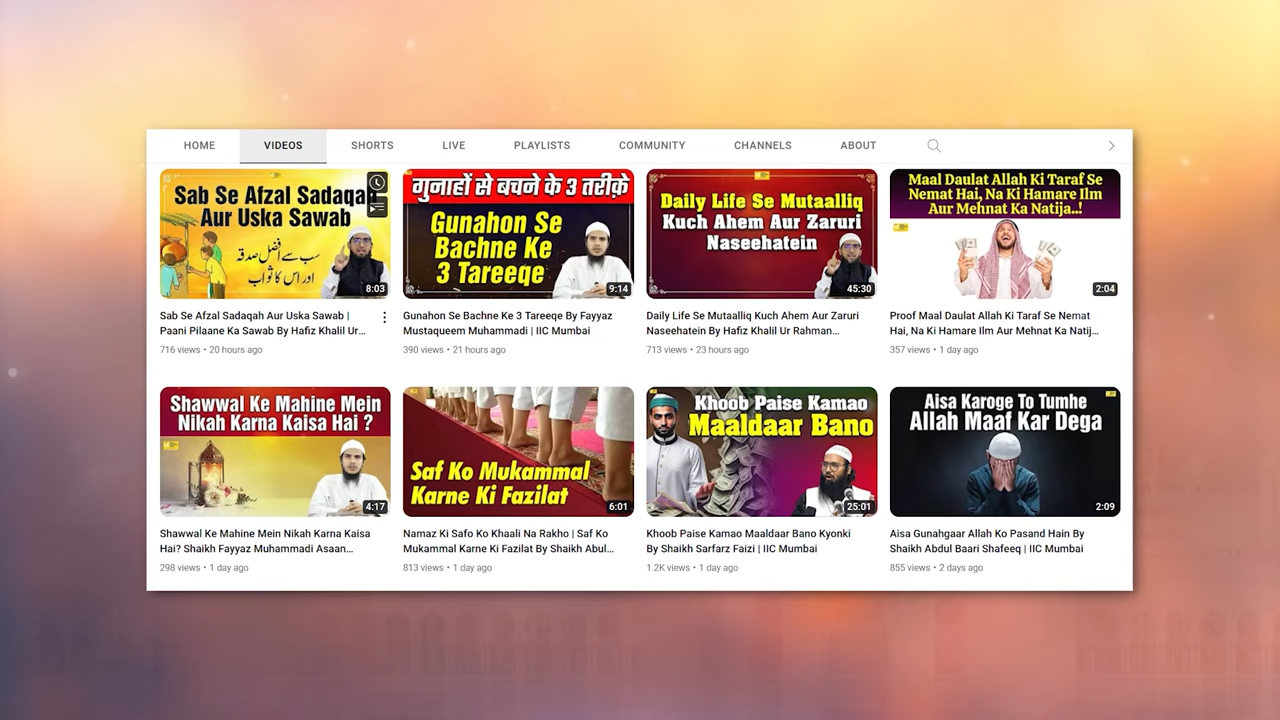 HOME VIDEOS SHORTS LIVE PLAYLISTS COMMUNITY CHANNELS ABOUT
Sab Se Afzal Sadaqah
Aur Uska Sawab
سب سے افضل صدقہ
اور اس کا ثواب
8:03
Sab Se Afzal Sadaqah Aur Uska Sawab |
Paani Pilaane Ka Sawab By Hafiz Khalil Ur...
716 views • 20 hours ago
गुनाहों से बचने के 3 तरीक़े
Gunahon Se
Bachne Ke
3 Tareeqe
9:14
Gunahon Se Bachne Ke 3 Tareeqe By Fayyaz
Mustaqueem Muhammadi | IIC Mumbai
390 views • 21 hours ago
Daily Life Se Mutaalliq
Kuch Ahem Aur Zaruri
Naseehatein
45:30
Daily Life Se Mutaalliq Kuch Ahem Aur Zaruri
Naseehatein By Hafiz Khalil Ur Rahman...
713 views • 23 hours ago
Maal Daulat Allah Ki Taraf Se
Nemat Hai, Na Ki Hamare Ilm
Aur Mehnat Ka Natija..!
2:04
Proof Maal Daulat Allah Ki Taraf Se Nemat
Hai, Na Ki Hamare Ilm Aur Mehnat Ka Natij...
357 views • 1 day ago
Shawwal Ke Mahine Mein
Nikah Karna Kaisa Hai ?
4:17
Shawwal Ke Mahine Mein Nikah Karna Kaisa
Hai? Shaikh Fayyaz Muhammadi Asaan...
298 views • 1 day ago
Saf Ko Mukammal
Karne Ki Fazilat
6:01
Namaz Ki Safo Ko Khaali Na Rakho | Saf Ko
Mukammal Karne Ki Fazilat By Shaikh Abul...
813 views • 1 day ago
Khoob Paise Kamao
Maaldaar Bano
25:01
Khoob Paise Kamao Maaldaar Bano Kyonki
By Shaikh Sarfarz Faizi | IIC Mumbai
1.2K views • 1 day ago
Aisa Karoge To Tumhe
Allah Maaf Kar Dega
2:09
Aisa Gunahgaar Allah Ko Pasand Hain By
Shaikh Abdul Baari Shafeeq | IIC Mumbai
855 views • 2 days ago